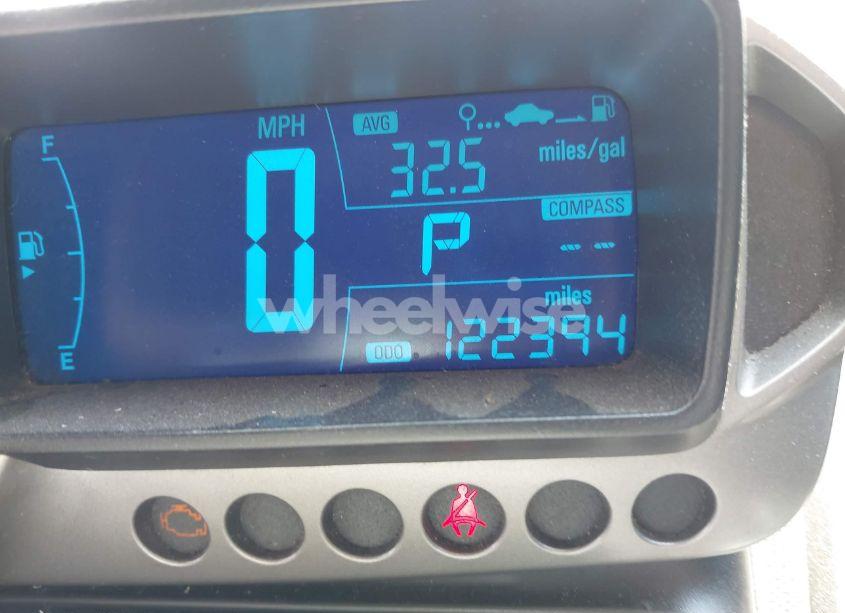 F
MPH
AVG
32.5 miles/gal
COMPASS
P -- --
miles
ODO 122394
E
0
wheelwise